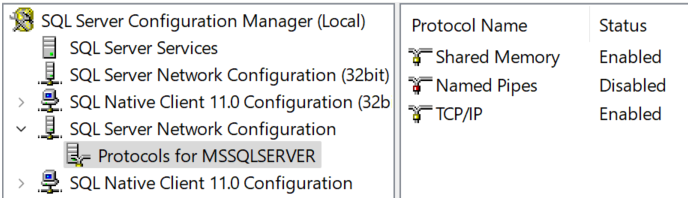 SQL Server Configuration Manager (Local)
SQL Server Services
SQL Server Network Configuration (32bit)
SQL Native Client 11.0 Configuration (32b
SQL Server Network Configuration
Protocols for MSSQLSERVER
SQL Native Client 11.0 Configuration
Protocol Name Status
Shared Memory Enabled
Named Pipes Disabled
TCP/IP Enabled